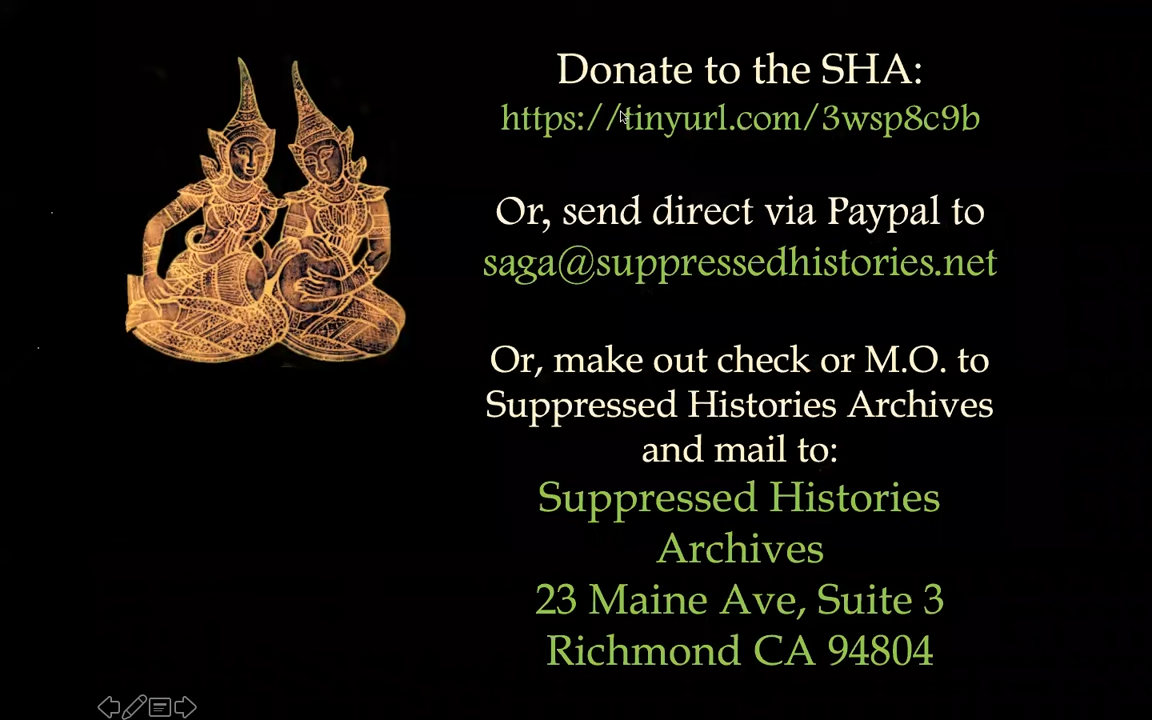 Donate to the SHA:
https://tinyurl.com/3wsp8c9b
Or, send direct via Paypal to
saga@suppressedhistories.net
Or, make out check or M.O. to
Suppressed Histories Archives
and mail to:
Suppressed Histories
Archives
23 Maine Ave, Suite 3
Richmond CA 94804